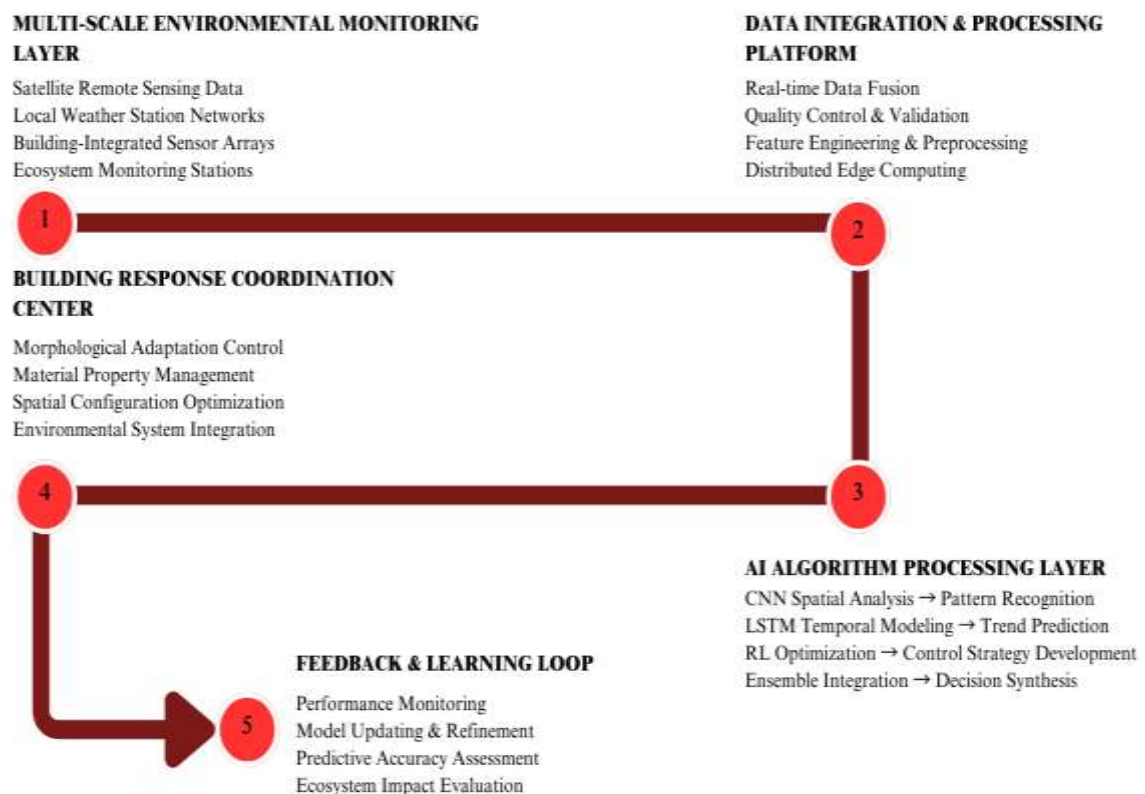 MULTI-SCALE ENVIRONMENTAL MONITORING
LAYER
Satellite Remote Sensing Data
Local Weather Station Networks
Building-Integrated Sensor Arrays
Ecosystem Monitoring Stations
1
DATA INTEGRATION & PROCESSING
PLATFORM
Real-time Data Fusion
Quality Control & Validation
Feature Engineering & Preprocessing
Distributed Edge Computing
2
3
AI ALGORITHM PROCESSING LAYER
CNN Spatial Analysis → Pattern Recognition
LSTM Temporal Modeling → Trend Prediction
RL Optimization → Control Strategy Development
Ensemble Integration → Decision Synthesis
BUILDING RESPONSE COORDINATION
CENTER
Morphological Adaptation Control
Material Property Management
Spatial Configuration Optimization
Environmental System Integration
4
5
FEEDBACK & LEARNING LOOP
Performance Monitoring
Model Updating & Refinement
Predictive Accuracy Assessment
Ecosystem Impact Evaluation